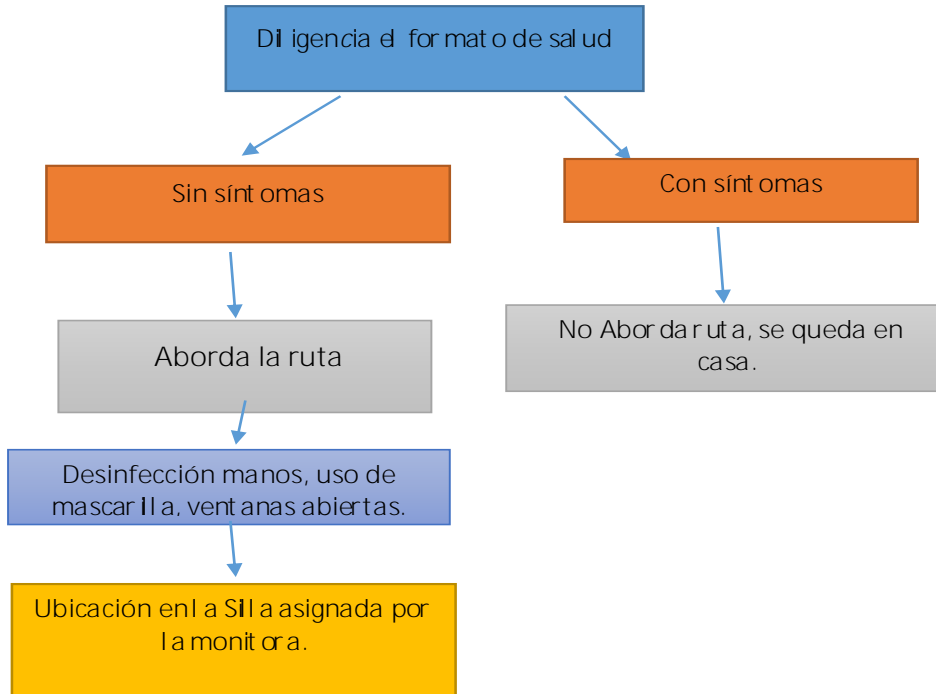 Diligencia el formato de salud
Sin síntomas
Con síntomas
Aborda la ruta
No Aborda ruta, se queda en
casa.
Desinfección manos, uso de
mascarilla, ventanas abiertas.
Ubicación en la Silla asignada por
la monitora.